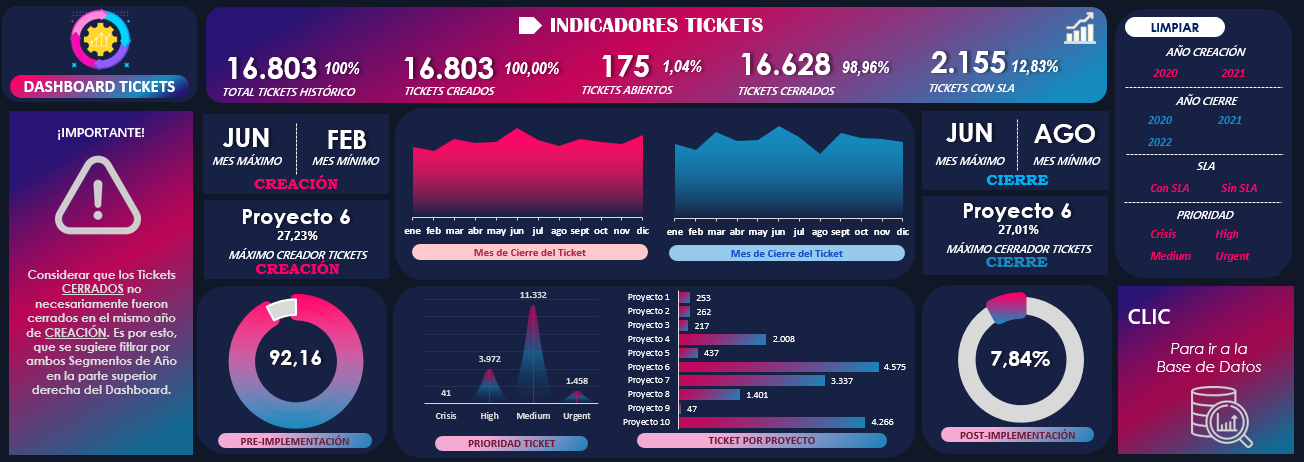 DASHBOARD TICKETS
INDICADORES TICKETS
16.803 100%
TOTAL TICKETS HISTÓRICO
16.803 100,00%
TICKETS CREADOS
175 1,04%
TICKETS ABIERTOS
16.628 98,96%
TICKETS CERRADOS
2.155 12,83%
TICKETS CON SLA
LIMPIAR
AÑO CREACIÓN
2020 2021
AÑO CIERRE
2020 2021
2022
SLA
Con SLA Sin SLA
PRIORIDAD
Crisis High
Medium Urgent
¡IMPORTANTE!
Considerar que los Tickets
CERRADOS no
necesariamente fueron
cerrados en el mismo año
de CREACIÓN. Es por esto,
que se sugiere filtrar por
ambos Segmentos de Año
en la parte superior
derecha del Dashboard.
JUN
MES MÁXIMO
FEB
MES MÍNIMO
CREACIÓN
Proyecto 6
27,23%
MÁXIMO CREADOR TICKETS
CREACIÓN
ene feb mar abr may jun jul ago sept oct nov dic
Mes de Cierre del Ticket
ene feb mar abr may jun jul ago sept oct nov dic
Mes de Cierre del Ticket
JUN
MES MÁXIMO
AGO
MES MÍNIMO
CIERRE
Proyecto 6
27,01%
MÁXIMO CERRADOR TICKETS
CIERRE
92,16
PRE-IMPLEMENTACIÓN
41
3.972
11.332
1.458
Crisis High Medium Urgent
PRIORIDAD TICKET
Proyecto 1 253
Proyecto 2 262
Proyecto 3 217
Proyecto 4 2.008
Proyecto 5 437
Proyecto 6 4.575
Proyecto 7 3.337
Proyecto 8 1.401
Proyecto 9 47
Proyecto 10 4.266
TICKET POR PROYECTO
7,84%
POST-IMPLEMENTACIÓN
CLIC
Para ir a la
Base de Datos